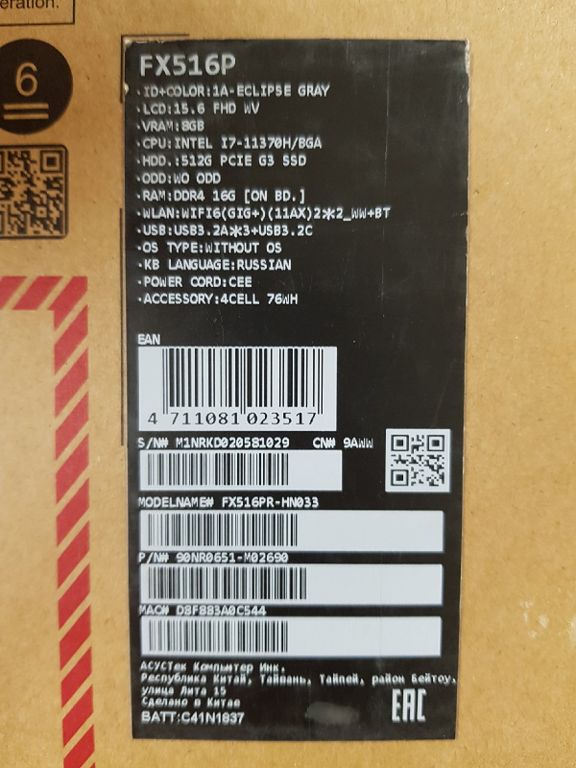 eration.
6
FX516P
·ID+COLOR:1A-ECLIPSE GRAY
·LCD:15.6 FHD WV
·VRAM:8GB
·CPU:INTEL I7-11370H/BGA
·HDD.:512G PCIE G3 SSD
·ODD:WO ODD
·RAM:DDR4 16G [ON BD.]
·WLAN:WIFI6(GIG+)(11AX)2*2_WW+BT
·USB:USB3.2A*3+USB3.2C
·OS TYPE:WITHOUT OS
·KB LANGUAGE:RUSSIAN
·POWER CORD:CEE
·ACCESSORY:4CELL 76WH
EAN
4 711081 023517
S/N# M1NRKD020581029 CN# 9AWW
MODELNAME# FX516PR-HN033
P/N# 90NR0651-M02690
MAC# D8F883A0C544
АСУСТек Компьютер Инк,
Республика Китай, Тайвань, Тайпей, район Бейтоу,
улица Лита 15
Сделано в Китае
BATT:C41N1837
EAC